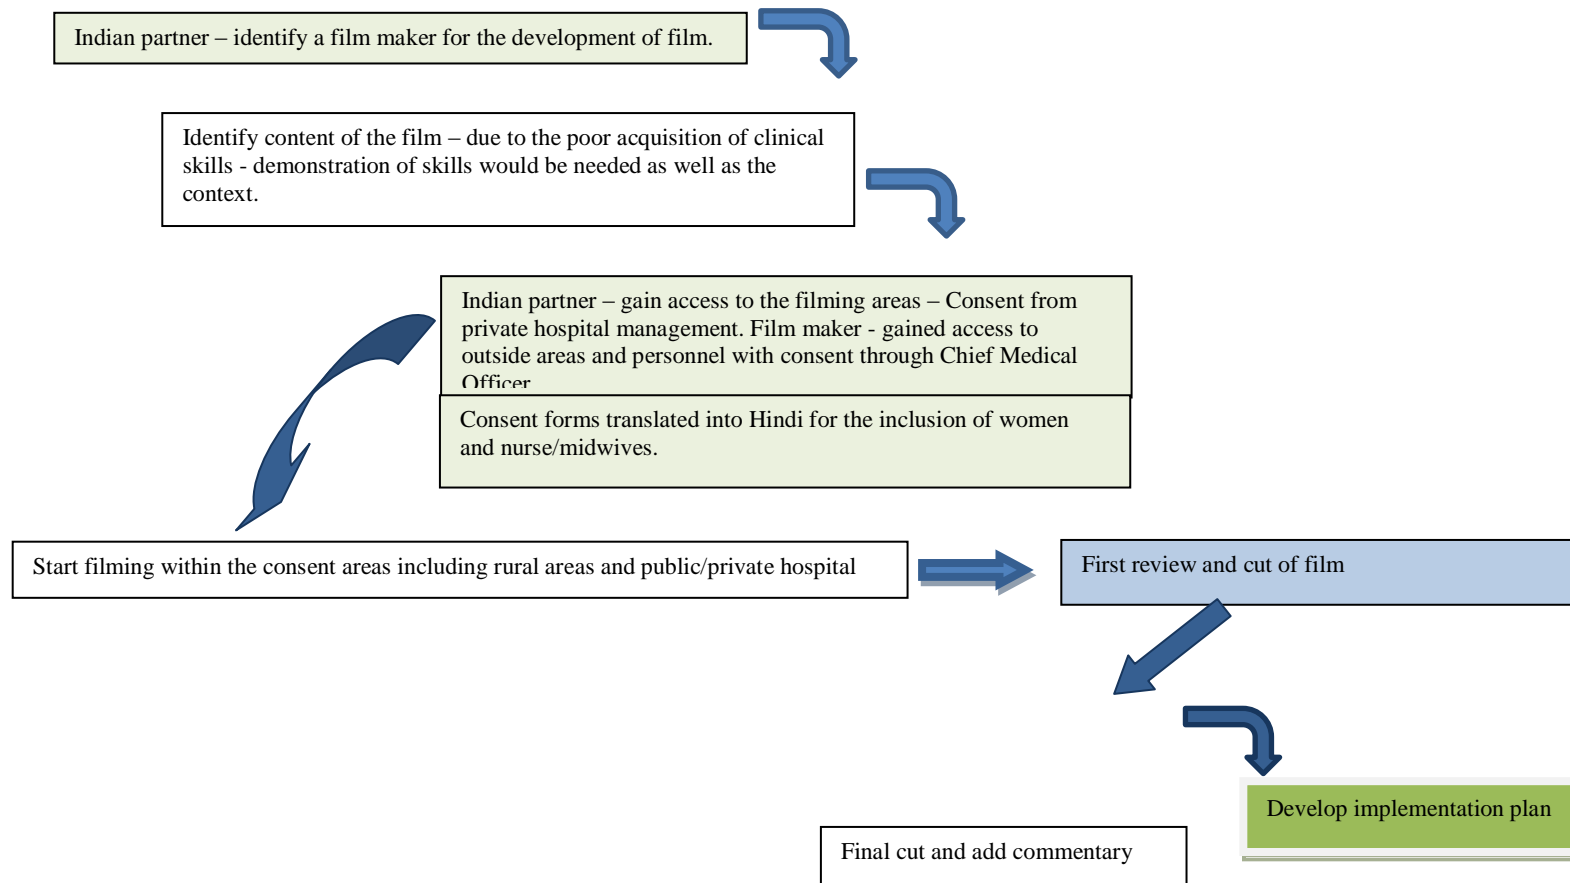 Indian partner – identify a film maker for the development of film.
Identify content of the film – due to the poor acquisition of clinical
skills - demonstration of skills would be needed as well as the
context.
Indian partner – gain access to the filming areas – Consent from
private hospital management. Film maker - gained access to
outside areas and personnel with consent through Chief Medical
Officer
Consent forms translated into Hindi for the inclusion of women
and nurse/midwives.
Start filming within the consent areas including rural areas and public/private hospital
First review and cut of film
Develop implementation plan
Final cut and add commentary